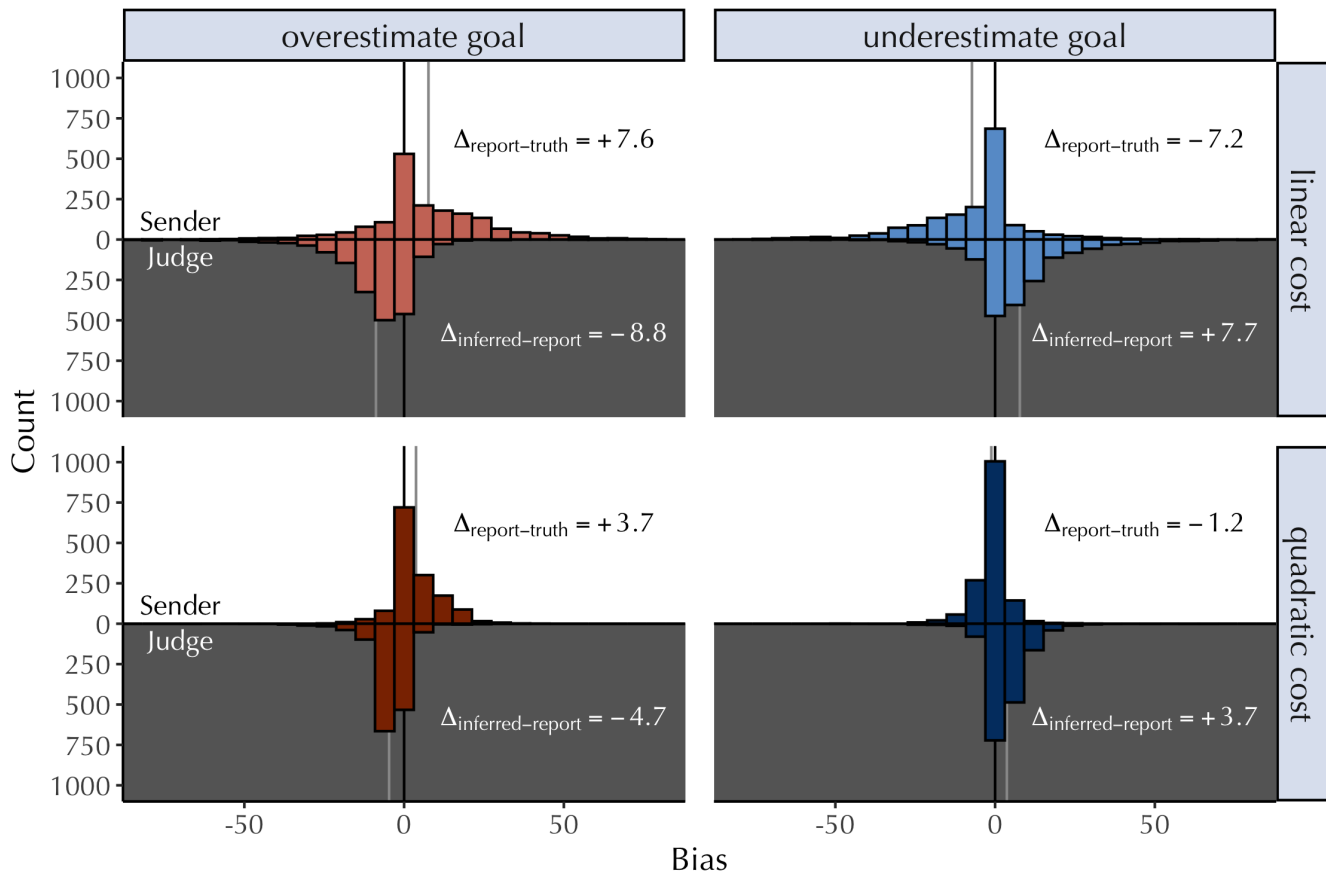 overestimate goal
underestimate goal
1000
750
500
250
0
250
500
750
1000
Sender
Judge
Δreport−truth = +7.6
Δinferred−report = −8.8
Δreport−truth = −7.2
Δinferred−report = +7.7
linear cost
Count
1000
750
500
250
0
250
500
750
1000
Sender
Judge
Δreport−truth = +3.7
Δinferred−report = −4.7
Δreport−truth = −1.2
Δinferred−report = +3.7
quadratic cost
-50
0
50
-50
0
50
Bias